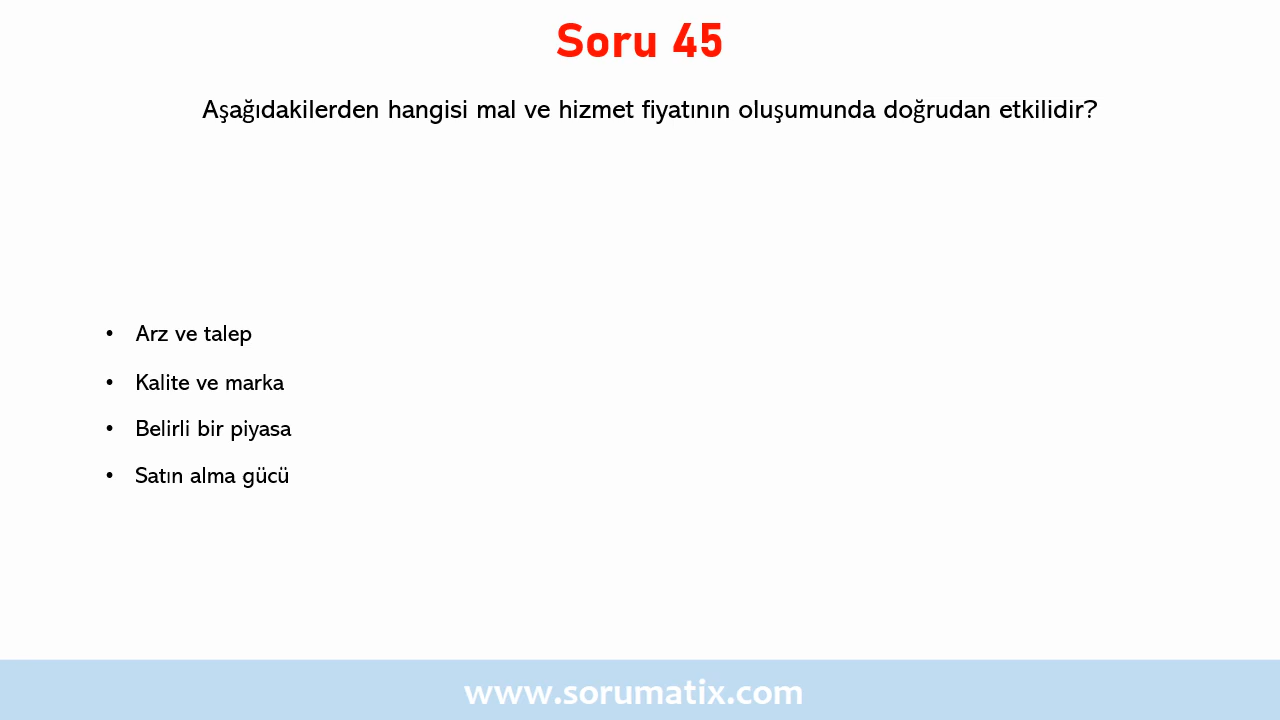 Soru 45
Aşağıdakilerden hangisi mal ve hizmet fiyatının oluşumunda doğrudan etkilidir?
• Arz ve talep
• Kalite ve marka
• Belirli bir piyasa
• Satın alma gücü
www.sorumatix.com